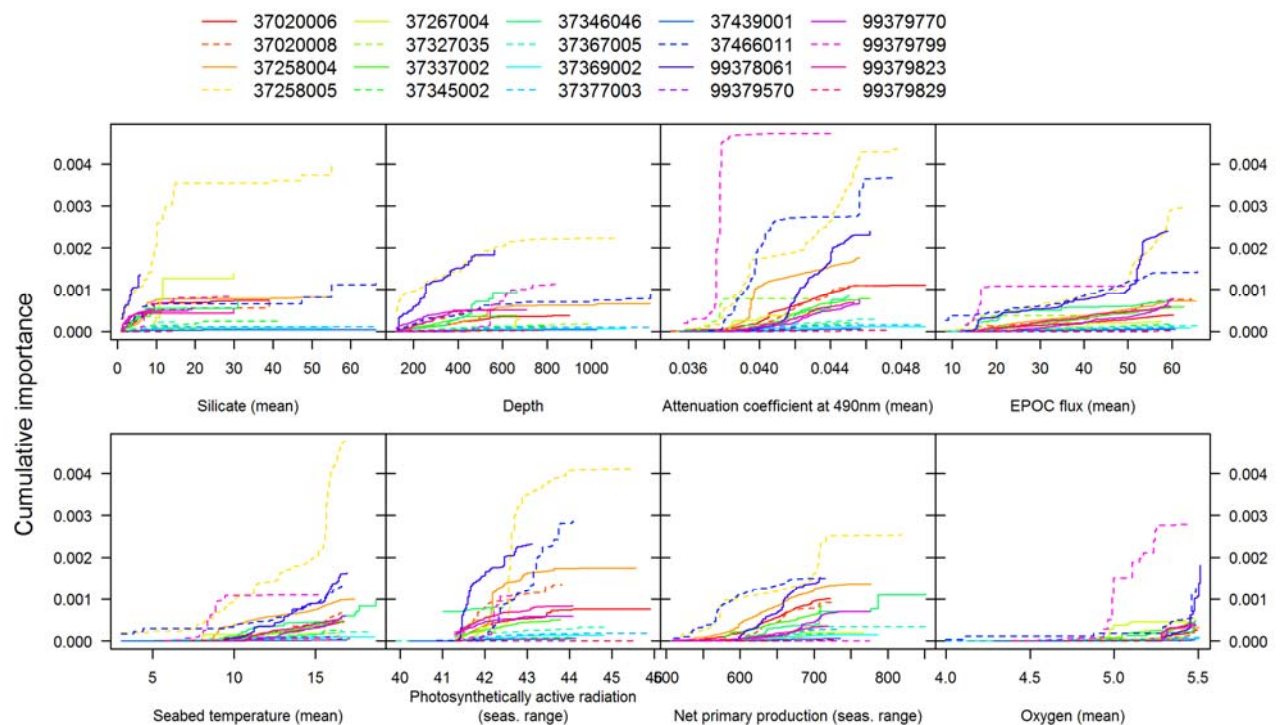 37020006 37267004 37346046 37439001 99379770
37020008 37327035 37367005 37466011 99379799
37258004 37337002 37369002 99378061 99379823
37258005 37345002 37377003 99379570 99379829
Cumulative importance
0.004 0.004
0.003 0.003
0.002 0.002
0.001 0.001
0.000 0.000
0 10 20 30 40 50 60 200 400 600 800 1000 0.036 0.040 0.044 0.048 10 20 30 40 50 60
Silicate (mean) Depth Attenuation coefficient at 490nm (mean) EPOC flux (mean)
0.004 0.004
0.003 0.003
0.002 0.002
0.001 0.001
0.000 0.000
5 10 15 40 41 42 43 44 45 46 500 600 700 800 4.0 4.5 5.0 5.5
Seabed temperature (mean) Photosynthetically active radiation (seas. range) Net primary production (seas. range) Oxygen (mean)